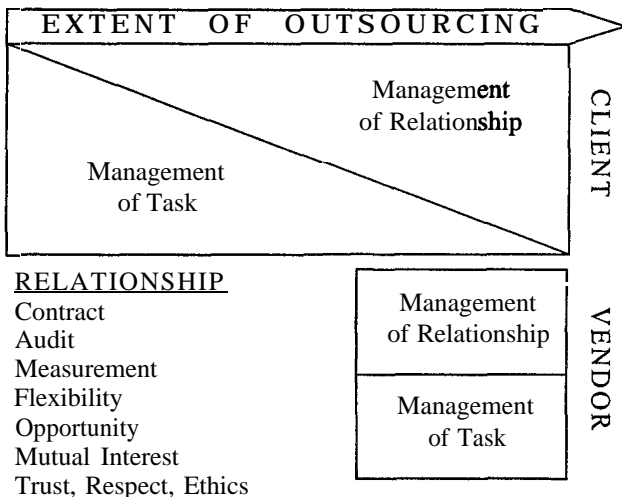 EXTENT OF OUTSOURCING
Management
of Relationship
Management
of Task
CLIENT
RELATIONSHIP
Contract
Audit
Measurement
Flexibility
Opportunity
Mutual Interest
Trust, Respect, Ethics
Management
of Relationship
Management
of Task
VENDOR